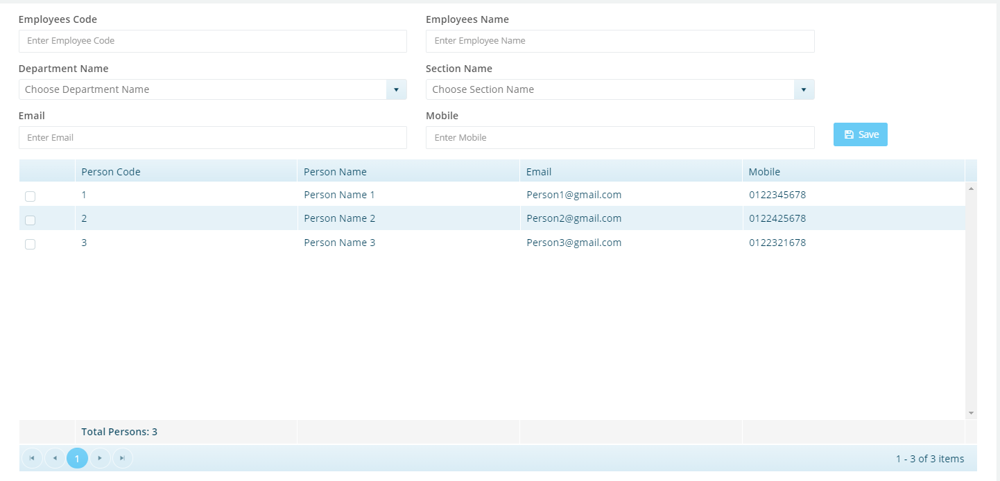 Employees Code Employees Name
Enter Employee Code Enter Employee Name
Department Name Section Name
Choose Department Name Choose Section Name
Email Mobile
Enter Email Enter Mobile Save
Person Code Person Name Email Mobile
1 Person Name 1 Person1@gmail.com 0122345678
2 Person Name 2 Person2@gmail.com 0122425678
3 Person Name 3 Person3@gmail.com 0122321678
Total Persons: 3
1 1 - 3 of 3 items